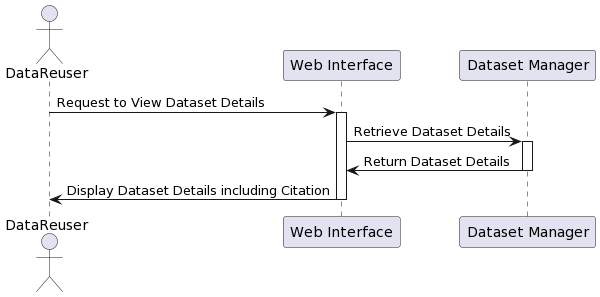 DataReuser
Web Interface
Dataset Manager
Request to View Dataset Details
Retrieve Dataset Details
Return Dataset Details
Display Dataset Details including Citation
DataReuser
Web Interface
Dataset Manager